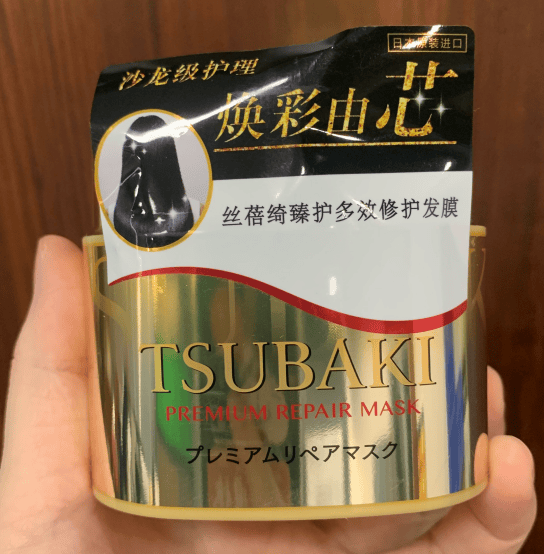 日本原装进口
沙龙级护理
焕彩由芯
丝蓓绮臻护多效修护发膜
TSUBAKI
PREMIUM REPAIR MASK
プレミアムリペアマスク